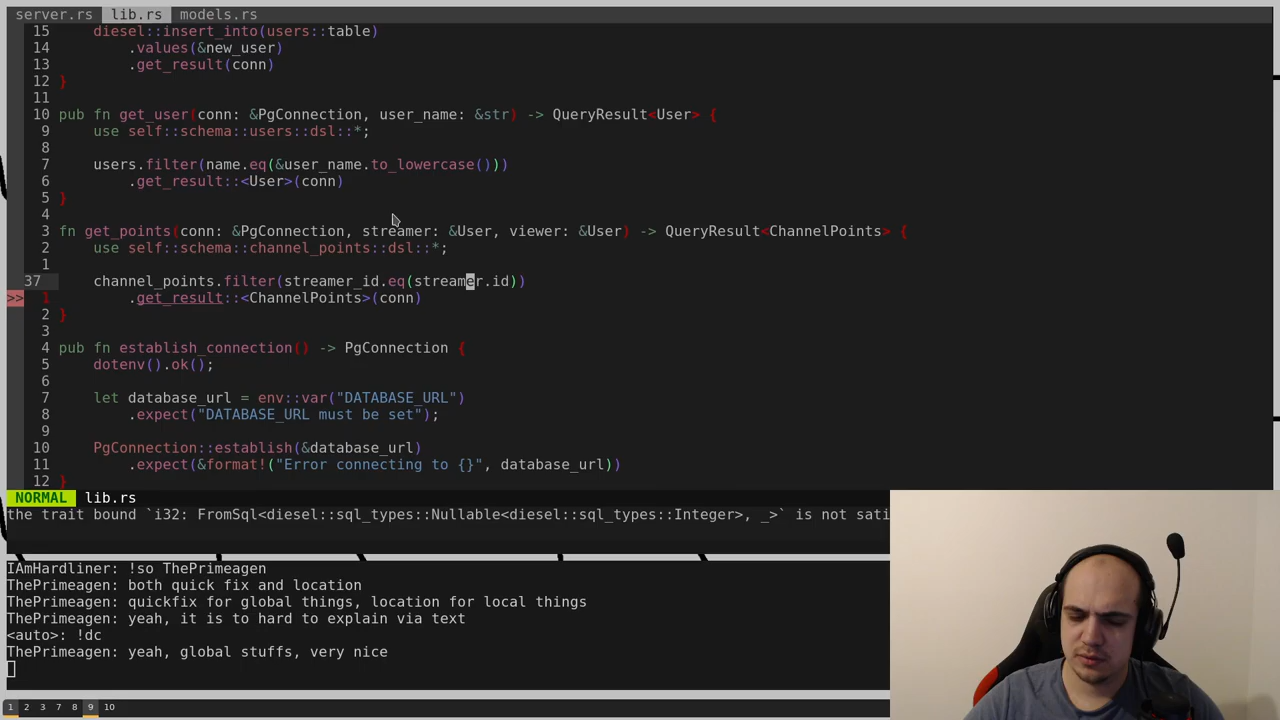 server.rs lib.rs models.rs
15 diesel::insert_into(users::table)
14 .values(&new_user)
13 .get_result(conn)
12 }
11
10 pub fn get_user(conn: &PgConnection, user_name: &str) -> QueryResult<User> {
9 use self::schema::users::dsl::*;
8
7 users.filter(name.eq(&user_name.to_lowercase()))
6 .get_result::<User>(conn)
5 }
4
3 fn get_points(conn: &PgConnection, streamer: &User, viewer: &User) -> QueryResult<ChannelPoints> {
2 use self::schema::channel_points::dsl::*;
1
37 channel_points.filter(streamer_id.eq(streamer.id))
>> 1 .get_result::<ChannelPoints>(conn)
2 }
3
4 pub fn establish_connection() -> PgConnection {
5 dotenv().ok();
6
7 let database_url = env::var("DATABASE_URL")
8 .expect("DATABASE_URL must be set");
9
10 PgConnection::establish(&database_url)
11 .expect(&format!("Error connecting to {}", database_url))
12 }
NORMAL lib.rs
the trait bound `i32: FromSql<diesel::sql_types::Nullable<diesel::sql_types::Integer>, _>` is not sati
IAmHardliner: !so ThePrimeagen
ThePrimeagen: both quick fix and location
ThePrimeagen: quickfix for global things, location for local things
ThePrimeagen: yeah, it is to hard to explain via text
<auto>: !dc
ThePrimeagen: yeah, global stuffs, very nice
1 2 3 7 8 4 9 10